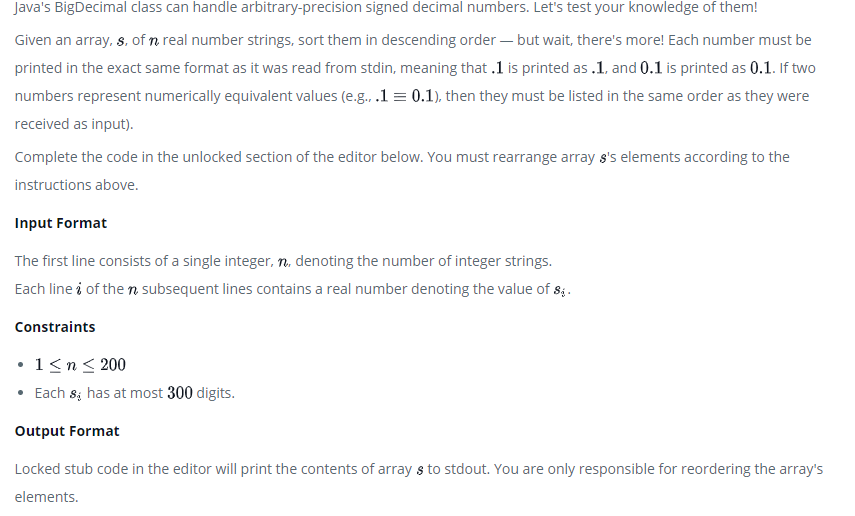 Java's BigDecimal class can handle arbitrary-precision signed decimal numbers. Let's test your knowledge of them!
Given an array, s, of n real number strings, sort them in descending order — but wait, there's more! Each number must be
printed in the exact same format as it was read from stdin, meaning that .1 is printed as .1, and 0.1 is printed as 0.1. If two
numbers represent numerically equivalent values (e.g., .1 ≡ 0.1), then they must be listed in the same order as they were
received as input).
Complete the code in the unlocked section of the editor below. You must rearrange array s's elements according to the
instructions above.
Input Format
The first line consists of a single integer, n, denoting the number of integer strings.
Each line i of the n subsequent lines contains a real number denoting the value of sᵢ.
Constraints
• 1 ≤ n ≤ 200
• Each sᵢ has at most 300 digits.
Output Format
Locked stub code in the editor will print the contents of array s to stdout. You are only responsible for reordering the array's
elements.